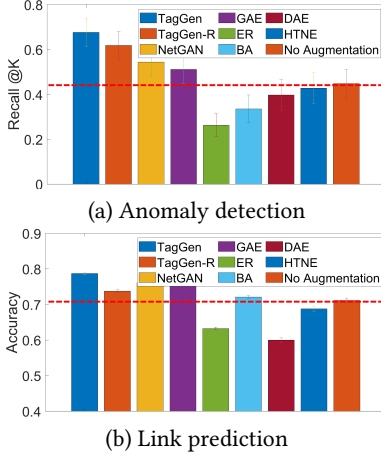 0.8
0.6
0.4
0.2
0
Recall @K
TagGen GAE DAE
TagGen-R ER HTNE
NetGAN BA No Augmentation
(a) Anomaly detection
0.9
0.8
0.7
0.6
0.5
0.4
Accuracy
TagGen GAE DAE
TagGen-R ER HTNE
NetGAN BA No Augmentation
(b) Link prediction